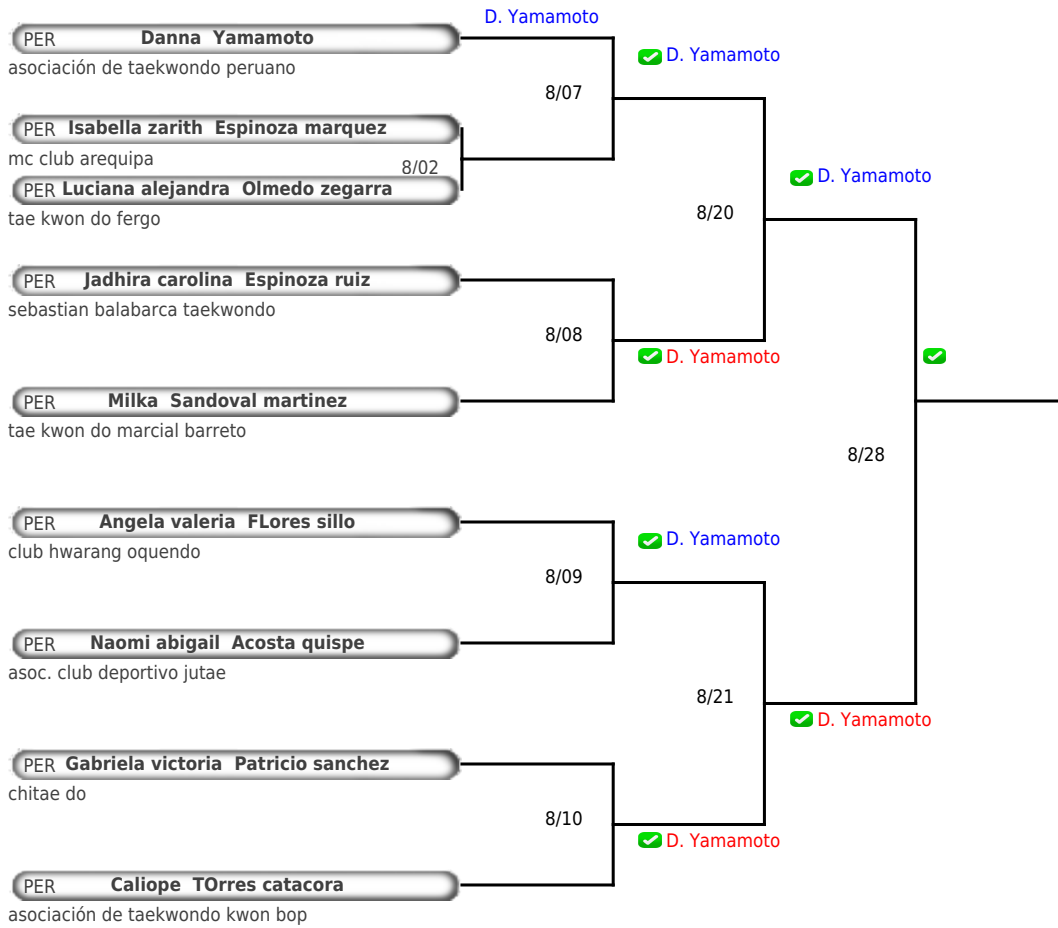 D. Yamamoto
PER Danna Yamamoto
asociación de taekwondo peruano
D. Yamamoto
8/07
PER Isabella zarith Espinoza marquez
mc club arequipa
8/02
PER Luciana alejandra Olmedo zegarra
tae kwon do fergo
D. Yamamoto
8/20
PER Jadhira carolina Espinoza ruiz
sebastian balabarca taekwondo
8/08
D. Yamamoto
PER Milka Sandoval martinez
tae kwon do marcial barreto
8/28
PER Angela valeria FLores sillo
club hwarang oquendo
D. Yamamoto
8/09
PER Naomi abigail Acosta quispe
asoc. club deportivo jutae
8/21
D. Yamamoto
PER Gabriela victoria Patricio sanchez
chitae do
8/10
D. Yamamoto
PER Caliope TOrres catacora
asociación de taekwondo kwon bop